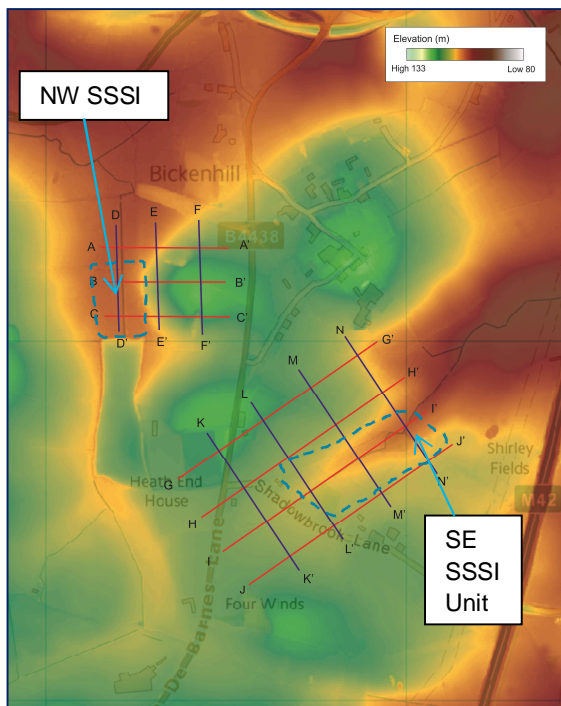 Elevation (m)
High 133
Low 80
NW SSSI
Bickenhill
D
E
F
B4438
A
A'
B
B'
C
C'
D'
E'
F'
N
G'
M
H'
L
I'
K
J'
G
Heath End
House
Shirley
Fields
N'
M42
H
Shadowbrook Lane
M'
SE
SSSI
Unit
L'
I
K'
J
Four Winds
De-Barnes-Lane